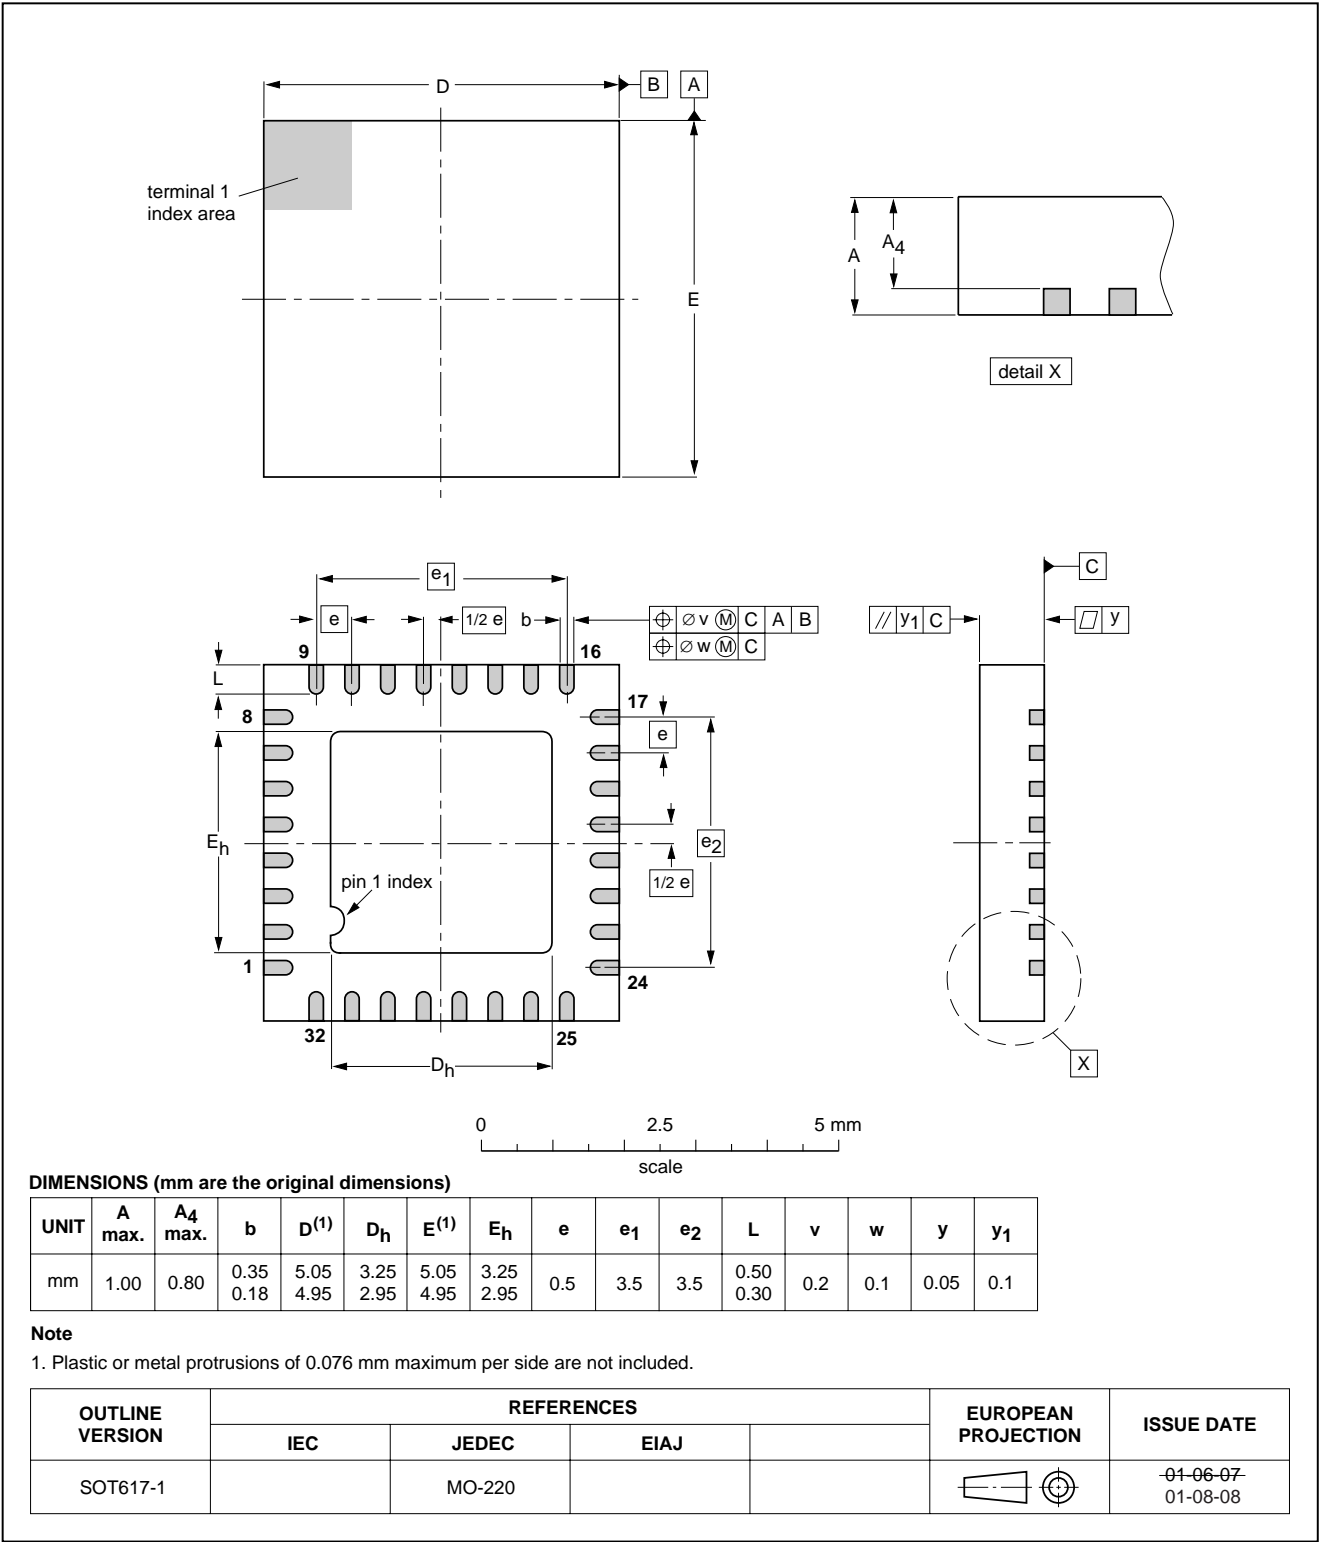 D
B
A
terminal 1
index area
A
A4
E
detail X
e1
C
e
1/2 e
b
⌖ ⌀ v Ⓜ C A B
// y1 C
▱ y
⌖ ⌀ w Ⓜ C
9
16
L
17
8
e
Eh
e2
1/2 e
pin 1 index
1
24
32
25
Dh
X
0 2.5 5 mm
scale
DIMENSIONS (mm are the original dimensions)
UNIT A max. A4 max. b D(1) Dh E(1) Eh e e1 e2 L v w y y1
mm 1.00 0.80 0.35 0.18 5.05 4.95 3.25 2.95 5.05 4.95 3.25 2.95 0.5 3.5 3.5 0.50 0.30 0.2 0.1 0.05 0.1
Note
1. Plastic or metal protrusions of 0.076 mm maximum per side are not included.
OUTLINE VERSION
REFERENCES
EUROPEAN PROJECTION
ISSUE DATE
IEC JEDEC EIAJ
SOT617-1 MO-220
01-06-07
01-08-08